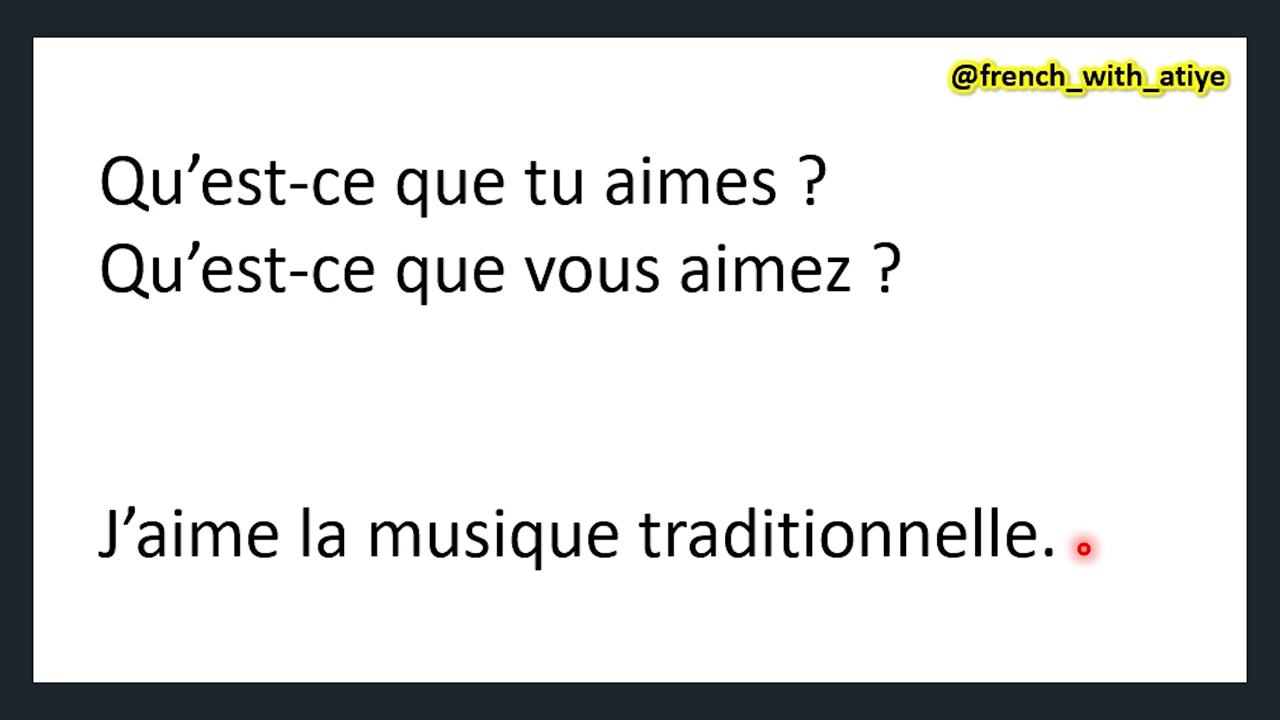 @french_with_atiye
Qu’est-ce que tu aimes ?
Qu’est-ce que vous aimez ?
J’aime la musique traditionnelle.